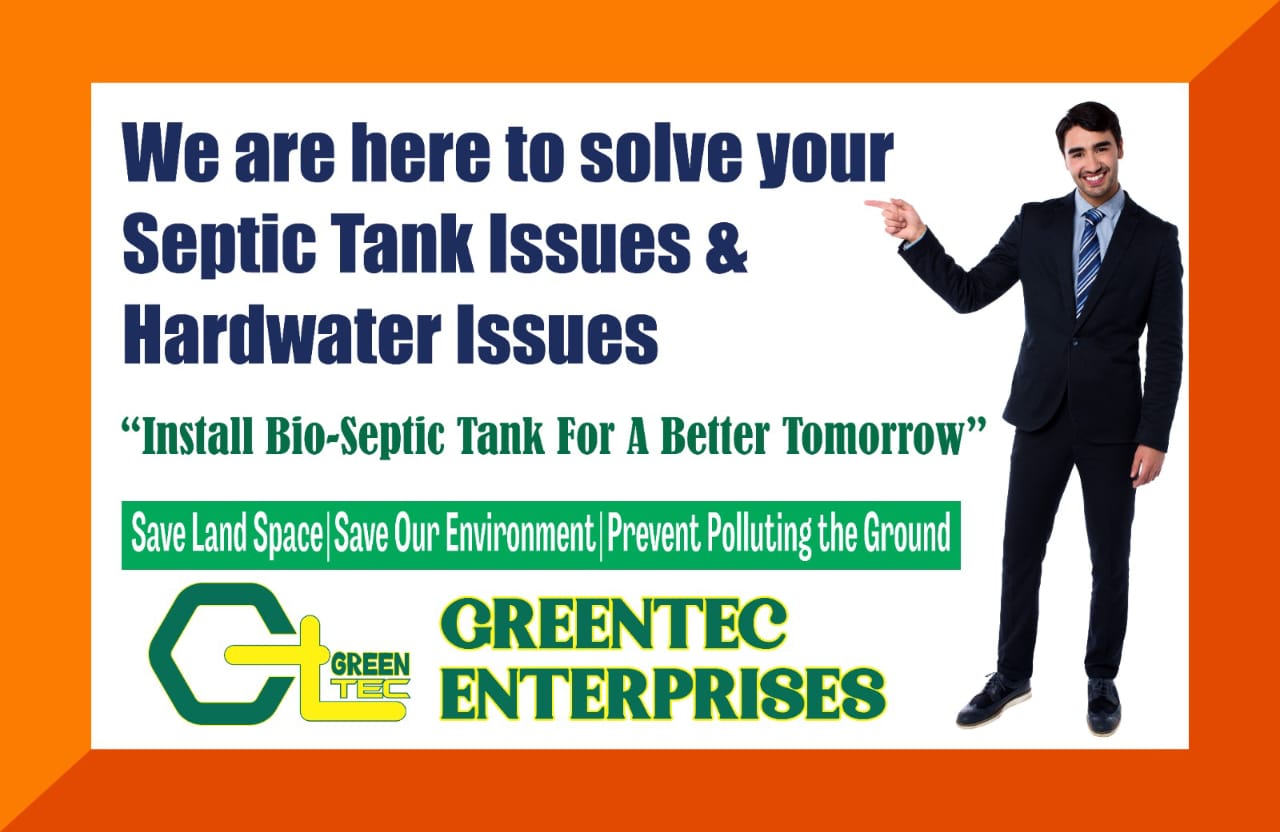 We are here to solve your
Septic Tank Issues &
Hardwater Issues
“Install Bio-Septic Tank For A Better Tomorrow”
Save Land Space|Save Our Environment|Prevent Polluting the Ground
GREEN
TEC
GREENTEC
ENTERPRISES